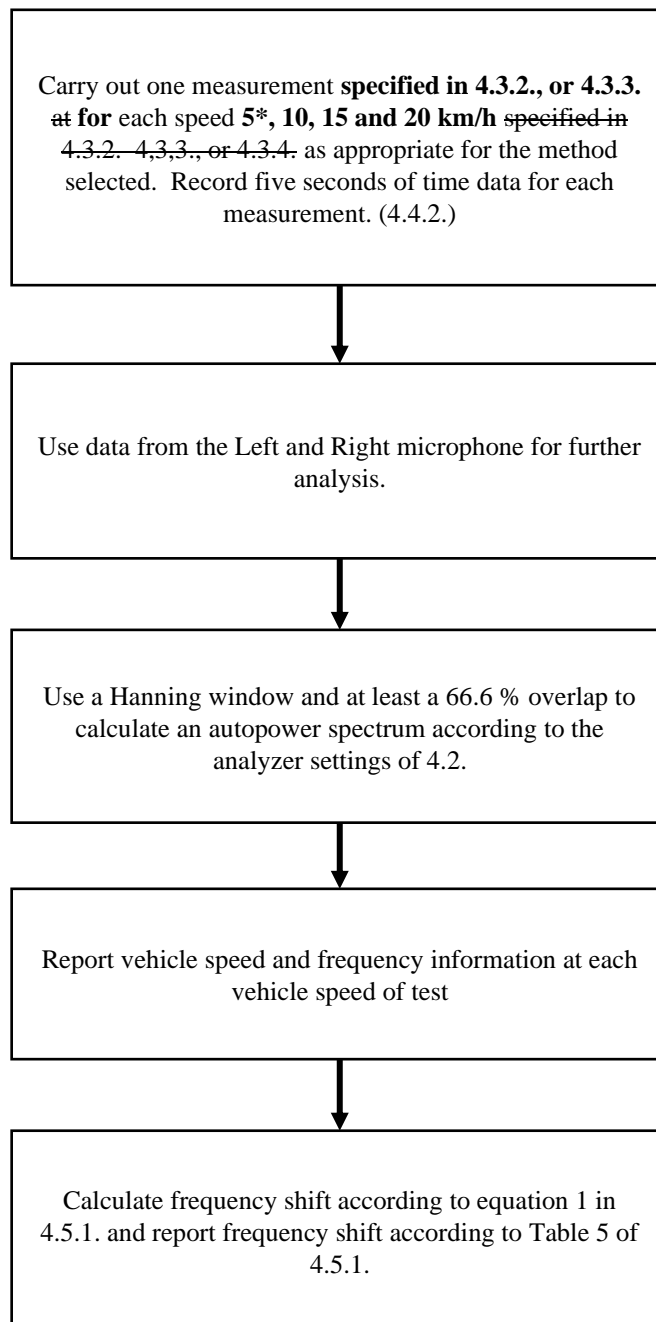 Carry out one measurement specified in 4.3.2., or 4.3.3.
at for each speed 5*, 10, 15 and 20 km/h specified in
4.3.2. 4,3,3., or 4.3.4. as appropriate for the method
selected. Record five seconds of time data for each
measurement. (4.4.2.)
Use data from the Left and Right microphone for further
analysis.
Use a Hanning window and at least a 66.6 % overlap to
calculate an autopower spectrum according to the
analyzer settings of 4.2.
Report vehicle speed and frequency information at each
vehicle speed of test
Calculate frequency shift according to equation 1 in
4.5.1. and report frequency shift according to Table 5 of
4.5.1.